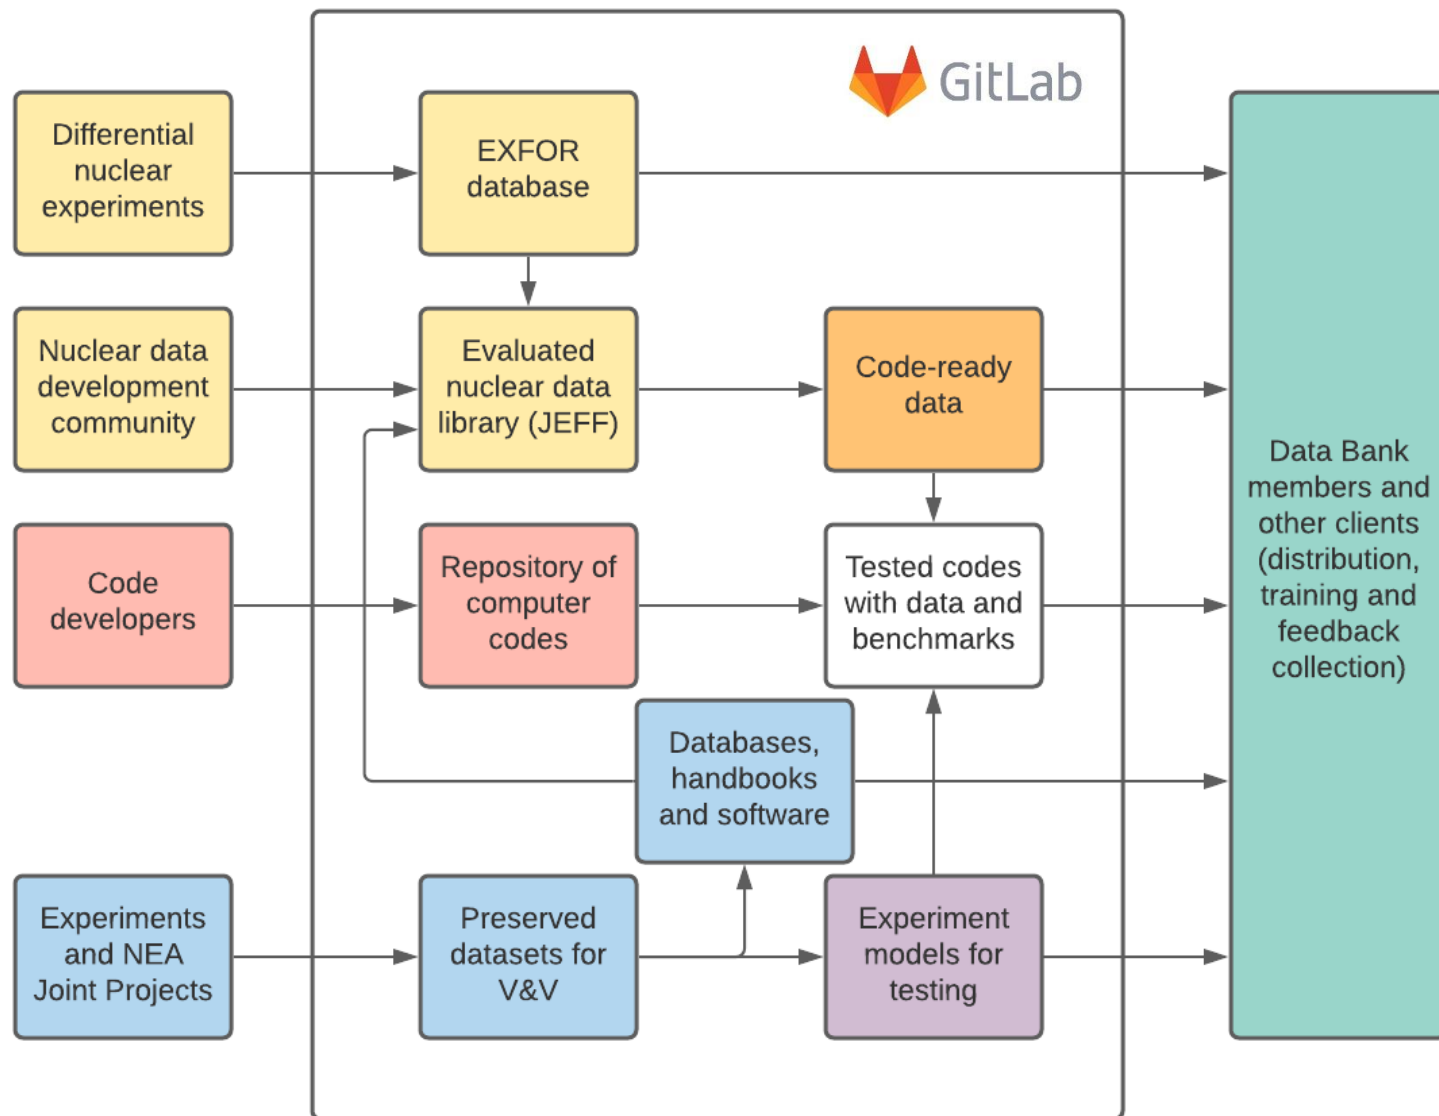 GitLab
Differential
nuclear
experiments
EXFOR
database
Nuclear data
development
community
Evaluated
nuclear data
library (JEFF)
Code-ready
data
Data Bank
members and
other clients
(distribution,
training and
feedback
collection)
Code
developers
Repository of
computer
codes
Tested codes
with data and
benchmarks
Databases,
handbooks
and software
Experiments
and NEA
Joint Projects
Preserved
datasets for
V&V
Experiment
models for
testing